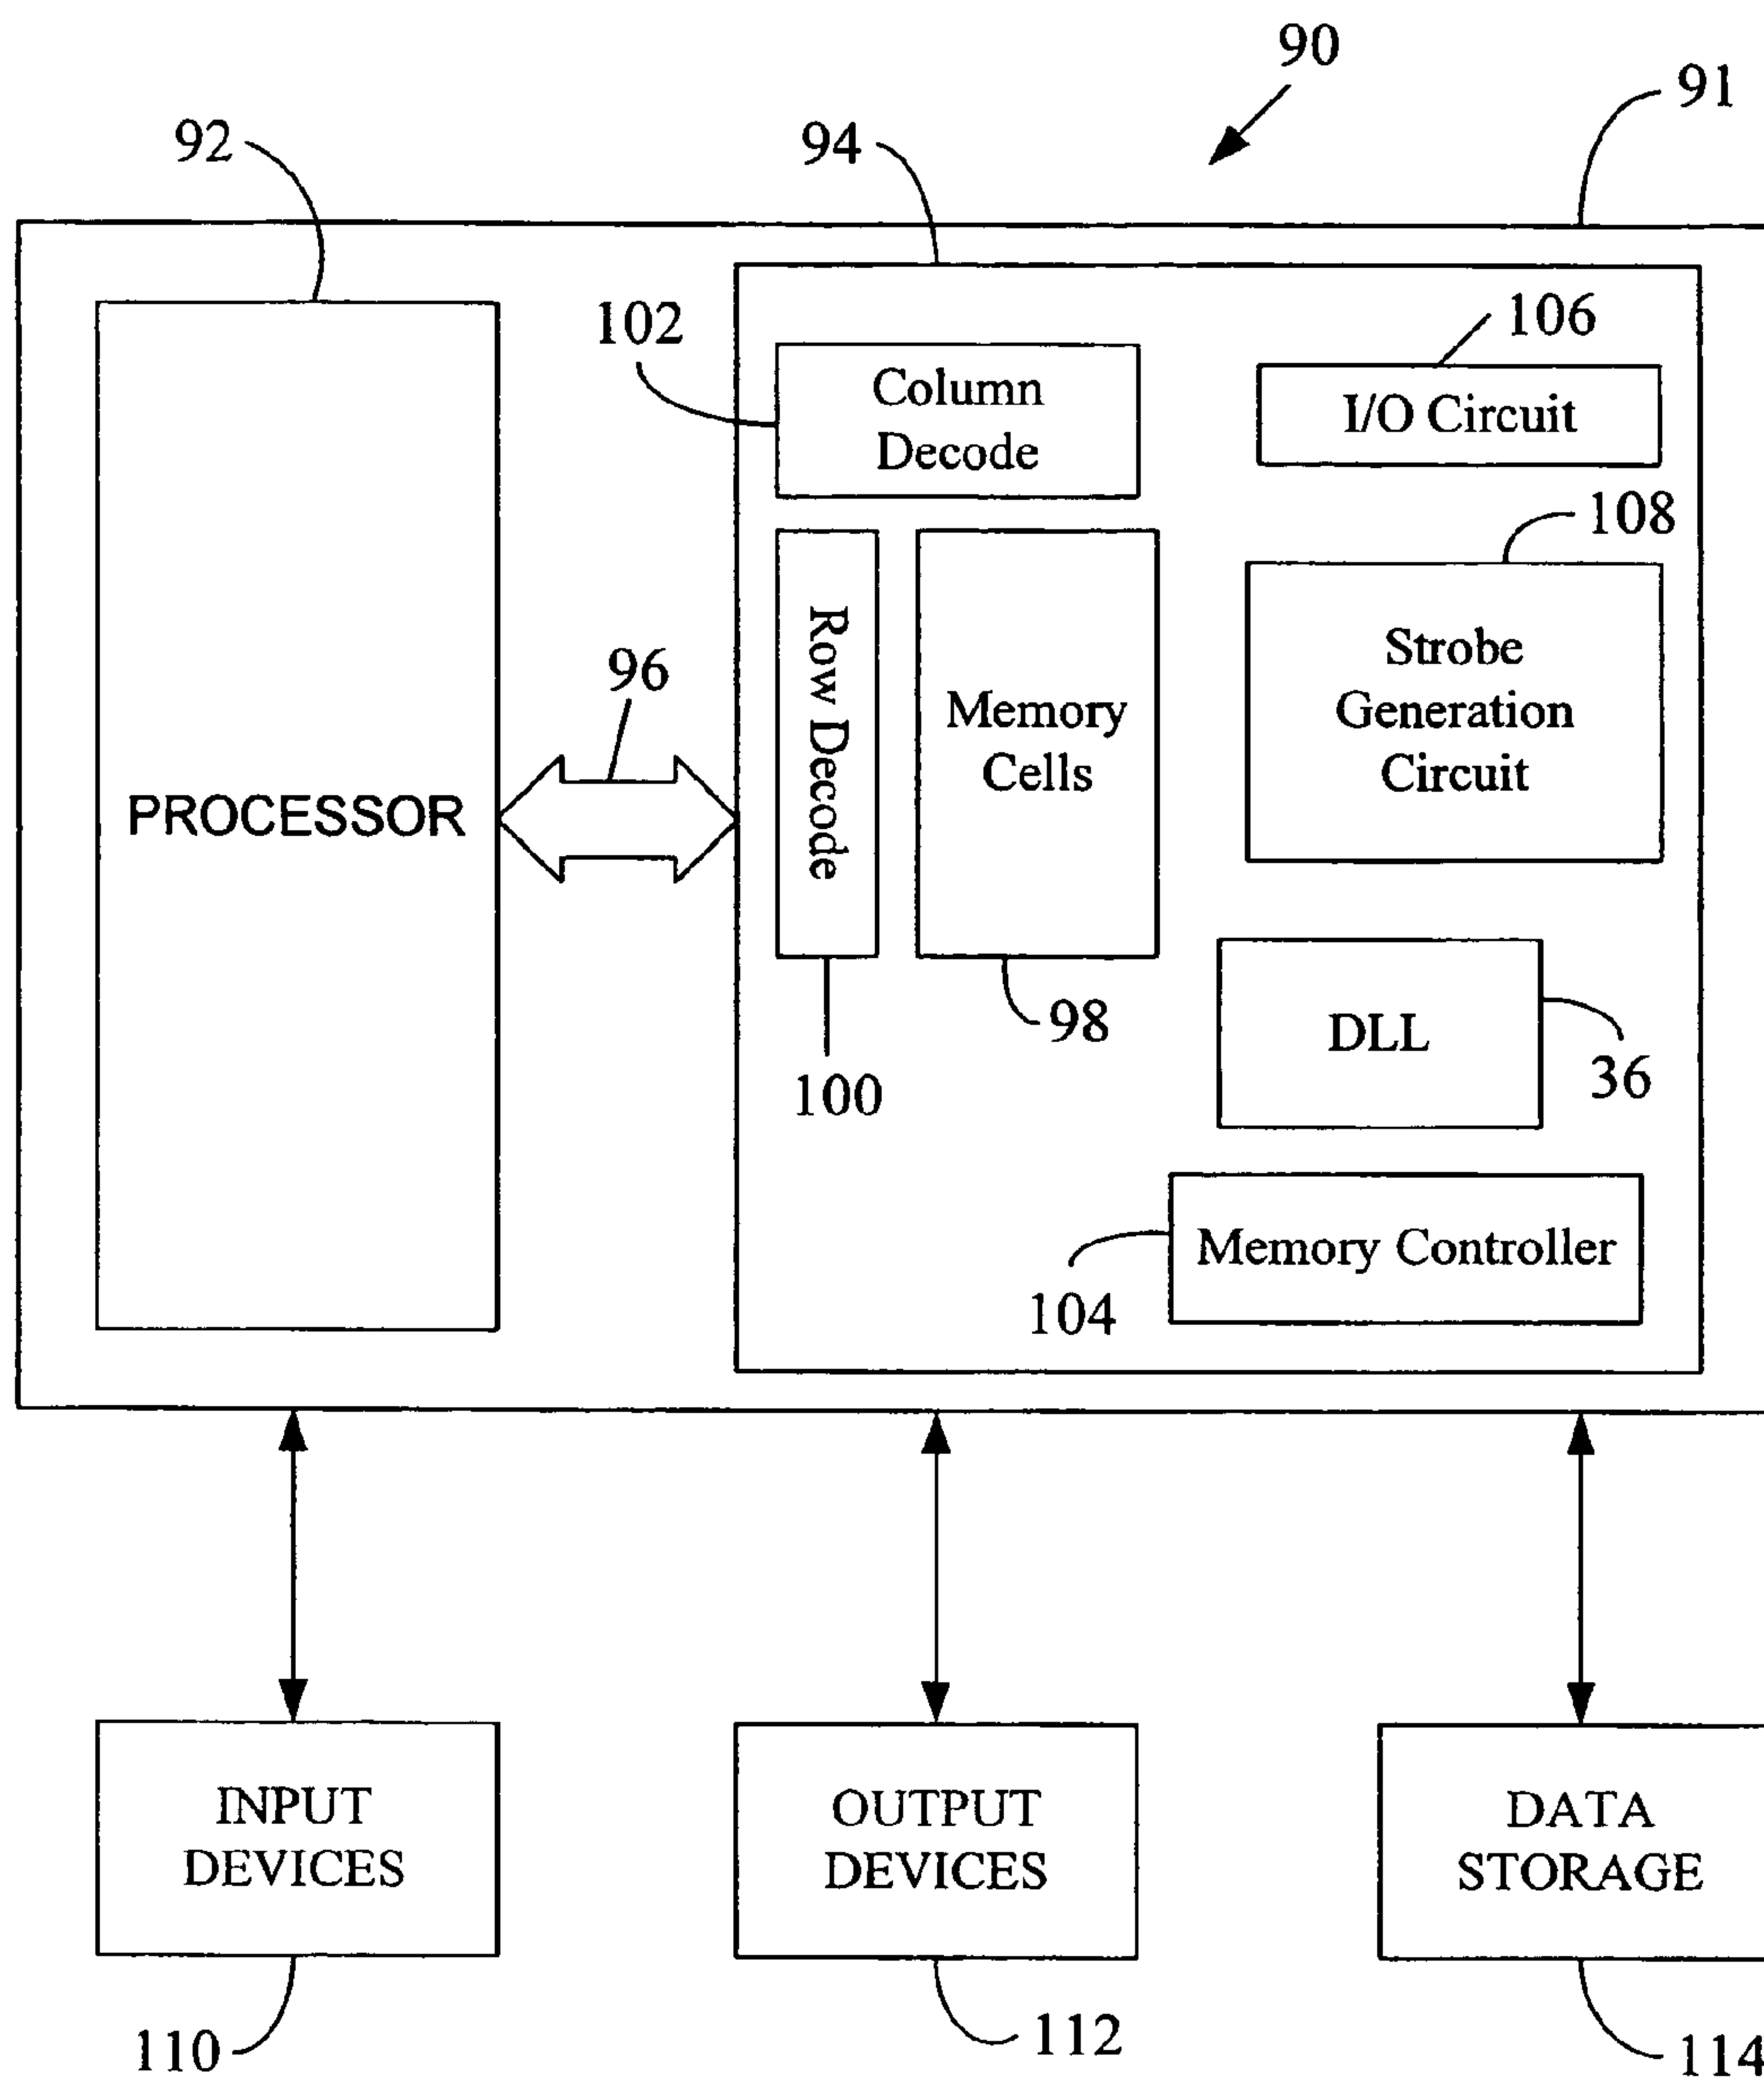 90
91
92
94
102
106
Column
Decode
I/O Circuit
108
Row Decode
Memory
Cells
Strobe
Generation
Circuit
96
PROCESSOR
98
DLL
36
100
Memory Controller
104
INPUT
DEVICES
OUTPUT
DEVICES
DATA
STORAGE
110
112
114